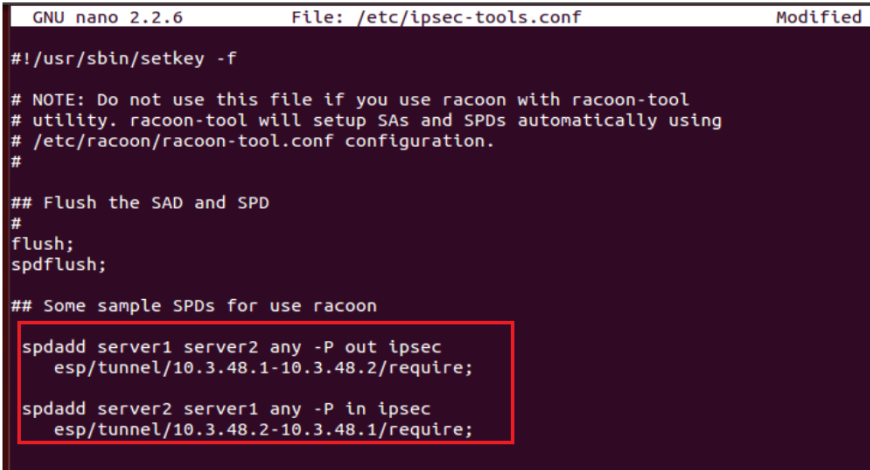 GNU nano 2.2.6 File: /etc/ipsec-tools.conf Modified
#!/usr/sbin/setkey -f
# NOTE: Do not use this file if you use racoon with racoon-tool
# utility. racoon-tool will setup SAs and SPDs automatically using
# /etc/racoon/racoon-tool.conf configuration.
#
## Flush the SAD and SPD
#
flush;
spdflush;
## Some sample SPDs for use racoon
spdadd server1 server2 any -P out ipsec
esp/tunnel/10.3.48.1-10.3.48.2/require;
spdadd server2 server1 any -P in ipsec
esp/tunnel/10.3.48.2-10.3.48.1/require;